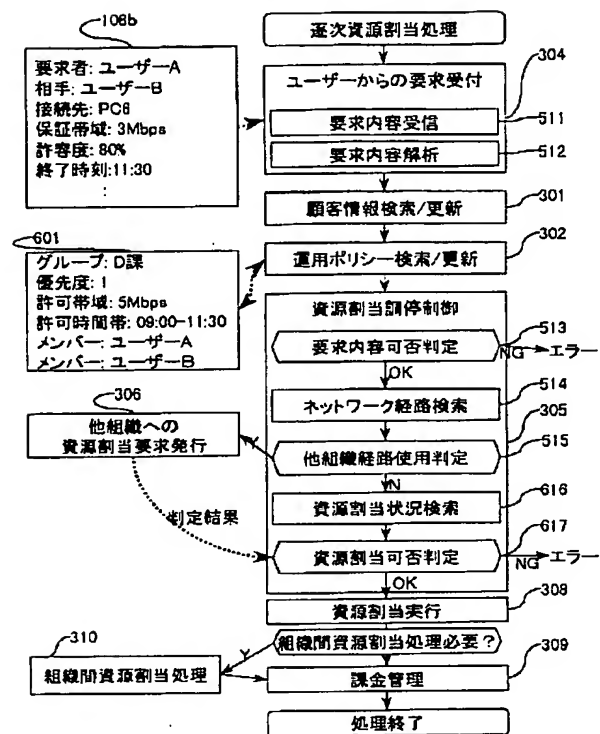 108b
逐次資源割当処理
要求者: ユーザーA
相手: ユーザーB
接続先: PC6
保証帯域: 3Mbps
許容度: 80%
終了時刻:11:30
:
304
ユーザーからの要求受付
要求内容受信
511
要求内容解析
512
顧客情報検索/更新
301
601
運用ポリシー検索/更新
302
グループ: D課
優先度: 1
許可帯域: 5Mbps
許可時間帯: 09:00-11:30
メンバー: ユーザーA
メンバー: ユーザーB
資源割当調停制御
513
要求内容可否判定
NG
エラー
OK
514
ネットワーク経路検索
305
306
他組織への
資源割当要求発行
Y
515
他組織経路使用判定
N
616
資源割当状況検索
判定結果
617
資源割当可否判定
NG
エラー
OK
308
資源割当実行
310
組織間資源割当処理必要?
309
Y
組織間資源割当処理
課金管理
処理終了